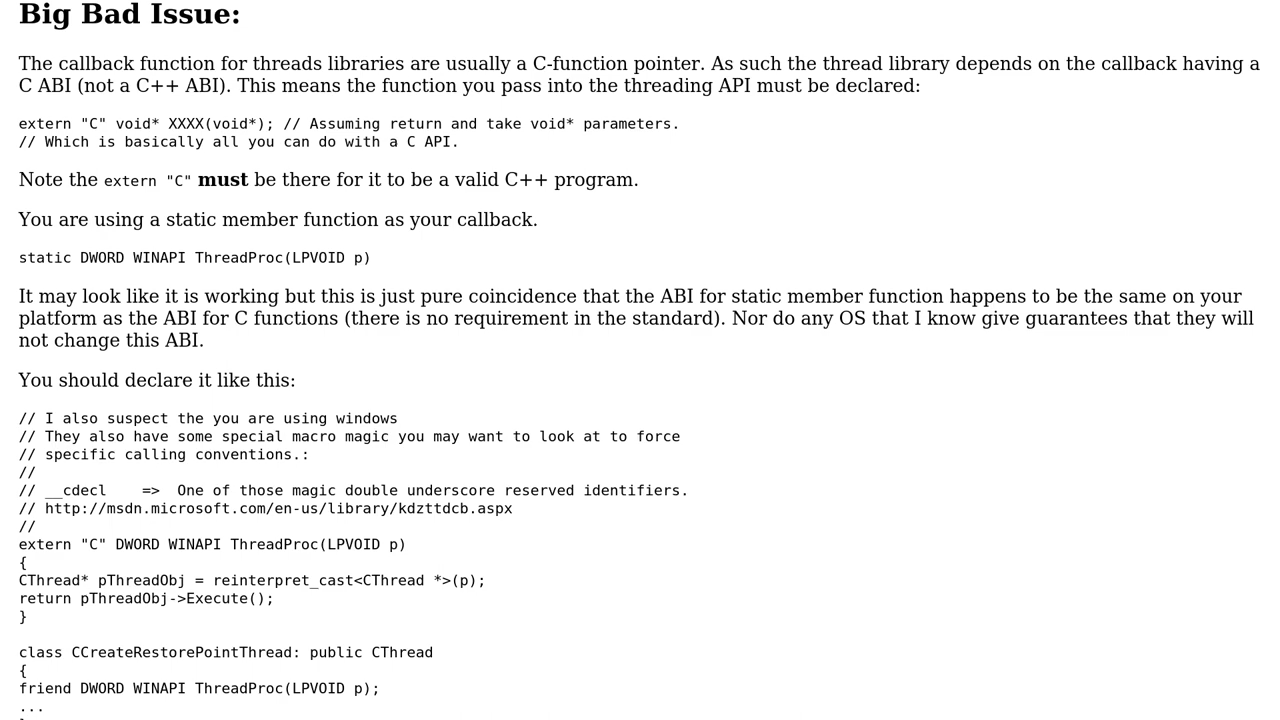 Big Bad Issue:
The callback function for threads libraries are usually a C-function pointer. As such the thread library depends on the callback having a
C ABI (not a C++ ABI). This means the function you pass into the threading API must be declared:
extern "C" void* XXXX(void*); // Assuming return and take void* parameters.
// Which is basically all you can do with a C API.
Note the extern "C" must be there for it to be a valid C++ program.
You are using a static member function as your callback.
static DWORD WINAPI ThreadProc(LPVOID p)
It may look like it is working but this is just pure coincidence that the ABI for static member function happens to be the same on your
platform as the ABI for C functions (there is no requirement in the standard). Nor do any OS that I know give guarantees that they will
not change this ABI.
You should declare it like this:
// I also suspect the you are using windows
// They also have some special macro magic you may want to look at to force
// specific calling conventions.:
//
// __cdecl    =>  One of those magic double underscore reserved identifiers.
// http://msdn.microsoft.com/en-us/library/kdzttdcb.aspx
//
extern "C" DWORD WINAPI ThreadProc(LPVOID p)
{
CThread* pThreadObj = reinterpret_cast<CThread *>(p);
return pThreadObj->Execute();
}
class CCreateRestorePointThread: public CThread
{
friend DWORD WINAPI ThreadProc(LPVOID p);
...